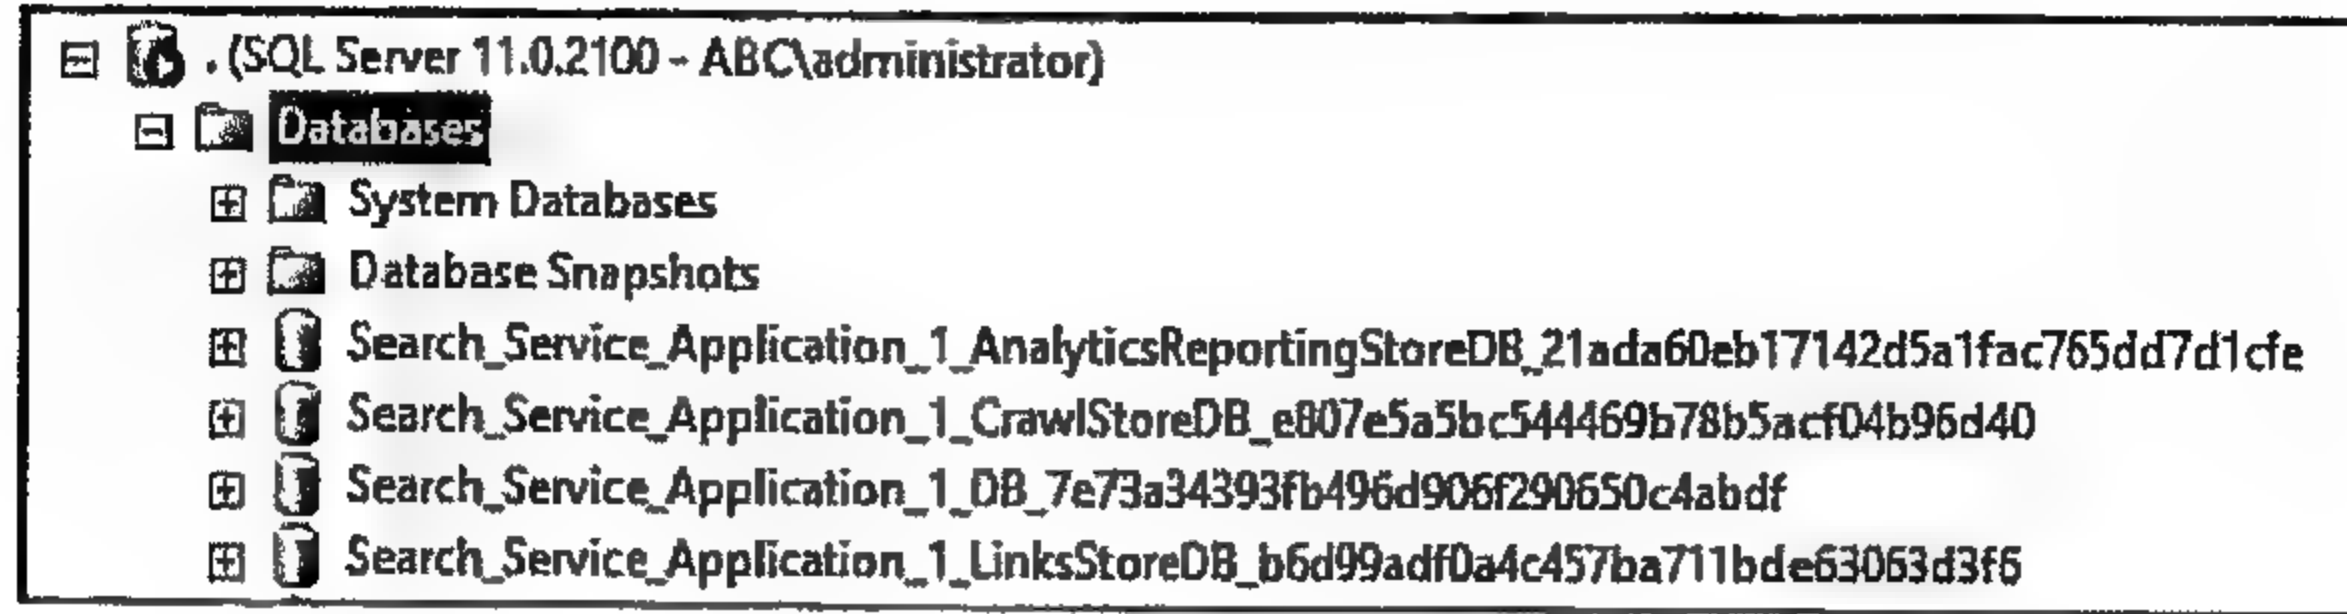 . (SQL Server 11.0.2100 - ABC\administrator)
Databases
System Databases
Database Snapshots
Search_Service_Application_1_AnalyticsReportingStoreDB_21ada60eb17142d5a1fac765dd7d1cfe
Search_Service_Application_1_CrawlStoreDB_e807e5a5bc544469b78b5acf04b96d40
Search_Service_Application_1_DB_7e73a34393fb496d906f290650c4abdf
Search_Service_Application_1_LinksStoreDB_b6d99adf0a4c457ba711bde63063d3f6